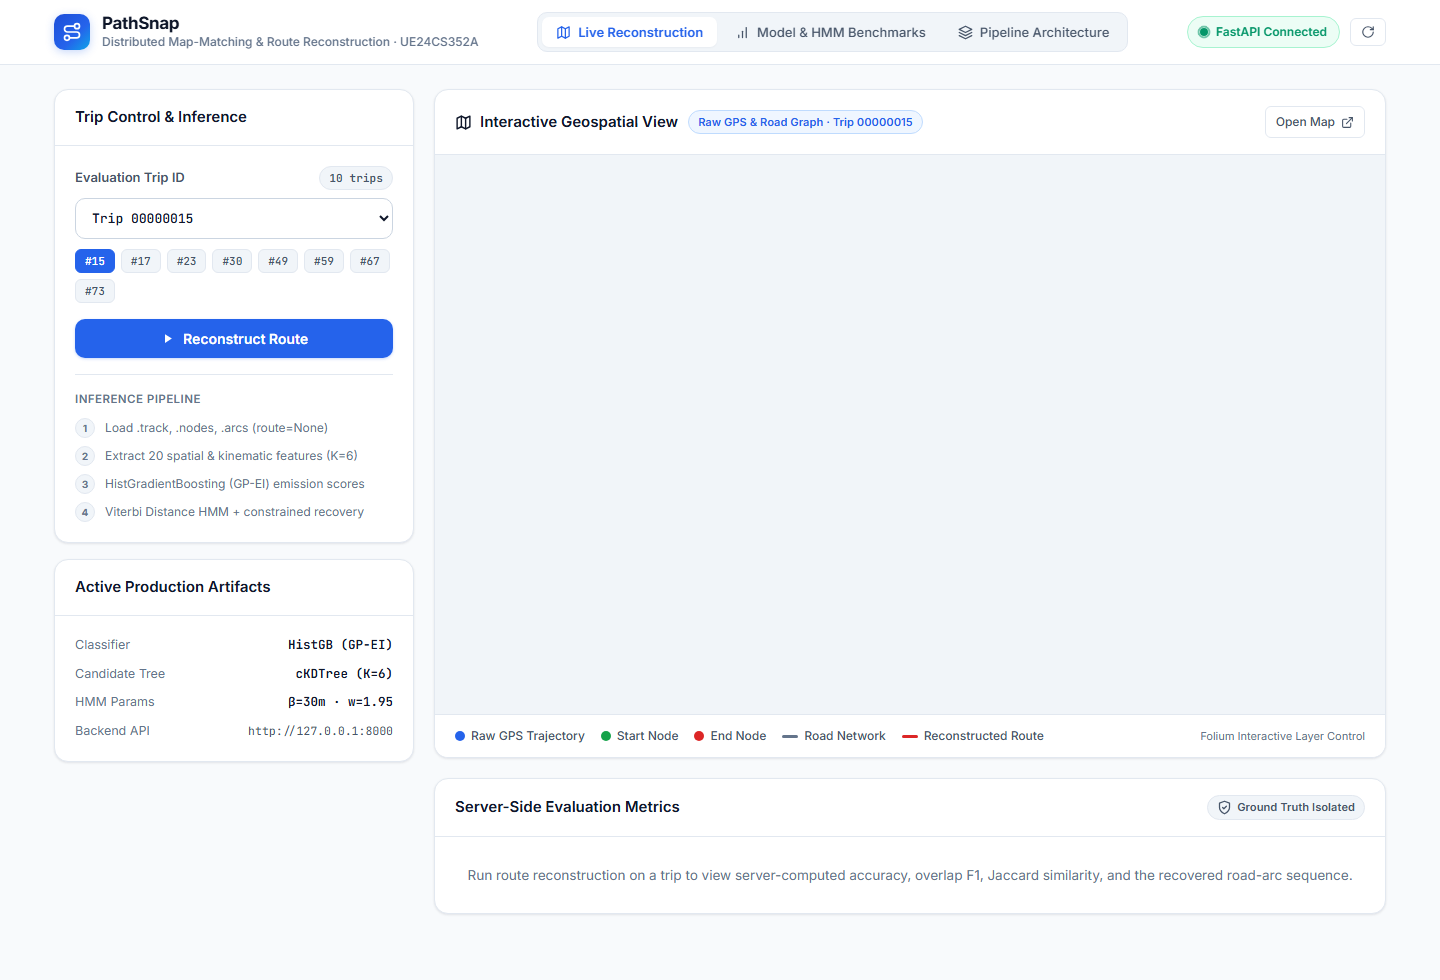 PathSnap
Distributed Map-Matching & Route Reconstruction · UE24CS352A
Live Reconstruction
Model & HMM Benchmarks
Pipeline Architecture
FastAPI Connected
Trip Control & Inference
Evaluation Trip ID
10 trips
Trip 00000015
#15 #17 #23 #30 #49 #59 #67
#73
Reconstruct Route
INFERENCE PIPELINE
1 Load .track, .nodes, .arcs (route=None)
2 Extract 20 spatial & kinematic features (K=6)
3 HistGradientBoosting (GP-EI) emission scores
4 Viterbi Distance HMM + constrained recovery
Active Production Artifacts
Classifier HistGB (GP-EI)
Candidate Tree cKDTree (K=6)
HMM Params β=30m · w=1.95
Backend API http://127.0.0.1:8000
Interactive Geospatial View
Raw GPS & Road Graph · Trip 00000015
Open Map
Raw GPS Trajectory Start Node End Node Road Network Reconstructed Route
Folium Interactive Layer Control
Server-Side Evaluation Metrics
Ground Truth Isolated
Run route reconstruction on a trip to view server-computed accuracy, overlap F1, Jaccard similarity, and the recovered road-arc sequence.